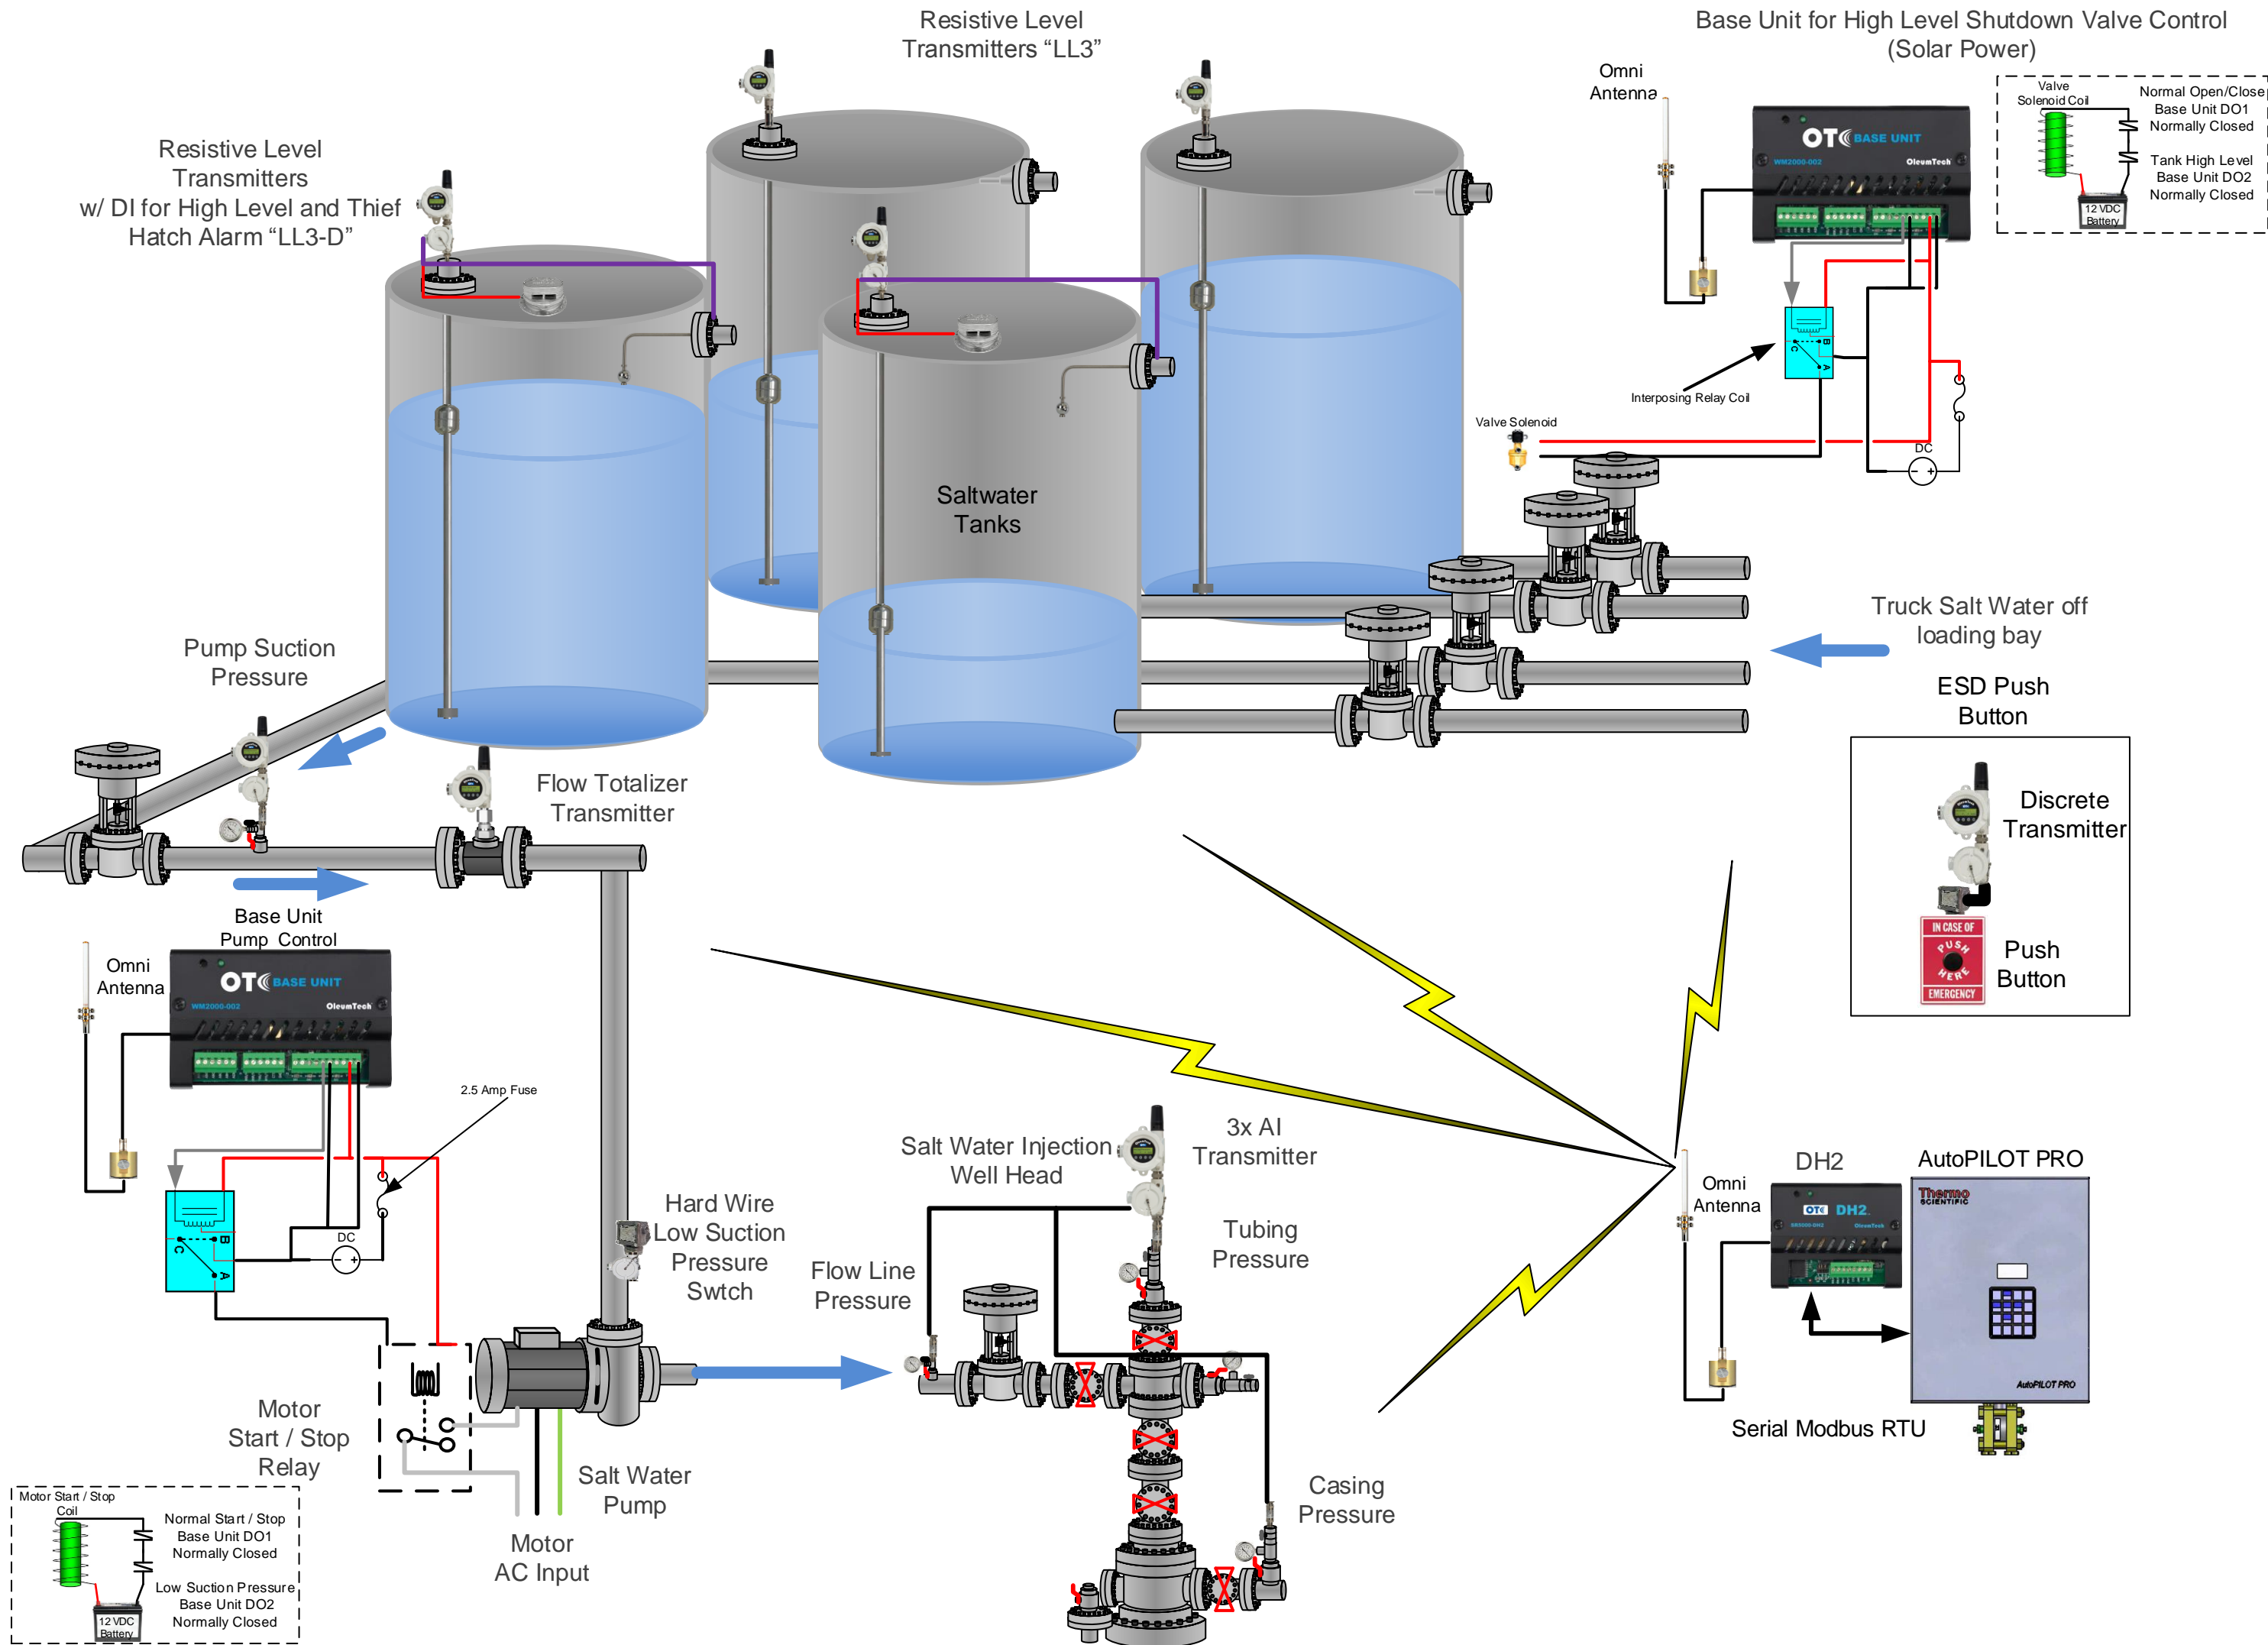 Resistive Level
Transmitters “LL3”
Base Unit for High Level Shutdown Valve Control
(Solar Power)
Omni
Antenna
OT BASE UNIT
WM2000-002
OleumTech
Valve
Solenoid Coil
Normal Open/Close
Base Unit DO1
Normally Closed
Tank High Level
Base Unit DO2
Normally Closed
12 VDC
Battery
Resistive Level
Transmitters
w/ DI for High Level and Thief
Hatch Alarm “LL3-D”
C
B
A
Interposing Relay Coil
Valve Solenoid
DC
- +
Saltwater
Tanks
Truck Salt Water off
loading bay
Pump Suction
Pressure
Flow Totalizer
Transmitter
ESD Push
Button
Discrete
Transmitter
IN CASE OF
PUSH
HERE
EMERGENCY
Push
Button
Base Unit
Pump Control
Omni
Antenna
OT BASE UNIT
WM2000-002
OleumTech
2.5 Amp Fuse
C
B
A
DC
- +
Hard Wire
Low Suction
Pressure
Swtch
Salt Water Injection
Well Head
3x AI
Transmitter
Tubing
Pressure
Flow Line
Pressure
Casing
Pressure
Motor
Start / Stop
Relay
Salt Water
Pump
Motor
AC Input
Motor Start / Stop
Coil
Normal Start / Stop
Base Unit DO1
Normally Closed
Low Suction Pressure
Base Unit DO2
Normally Closed
12 VDC
Battery
Omni
Antenna
DH2
OT DH2
OleumTech
AutoPILOT PRO
Thermo
SCIENTIFIC
AutoPILOT PRO
Serial Modbus RTU